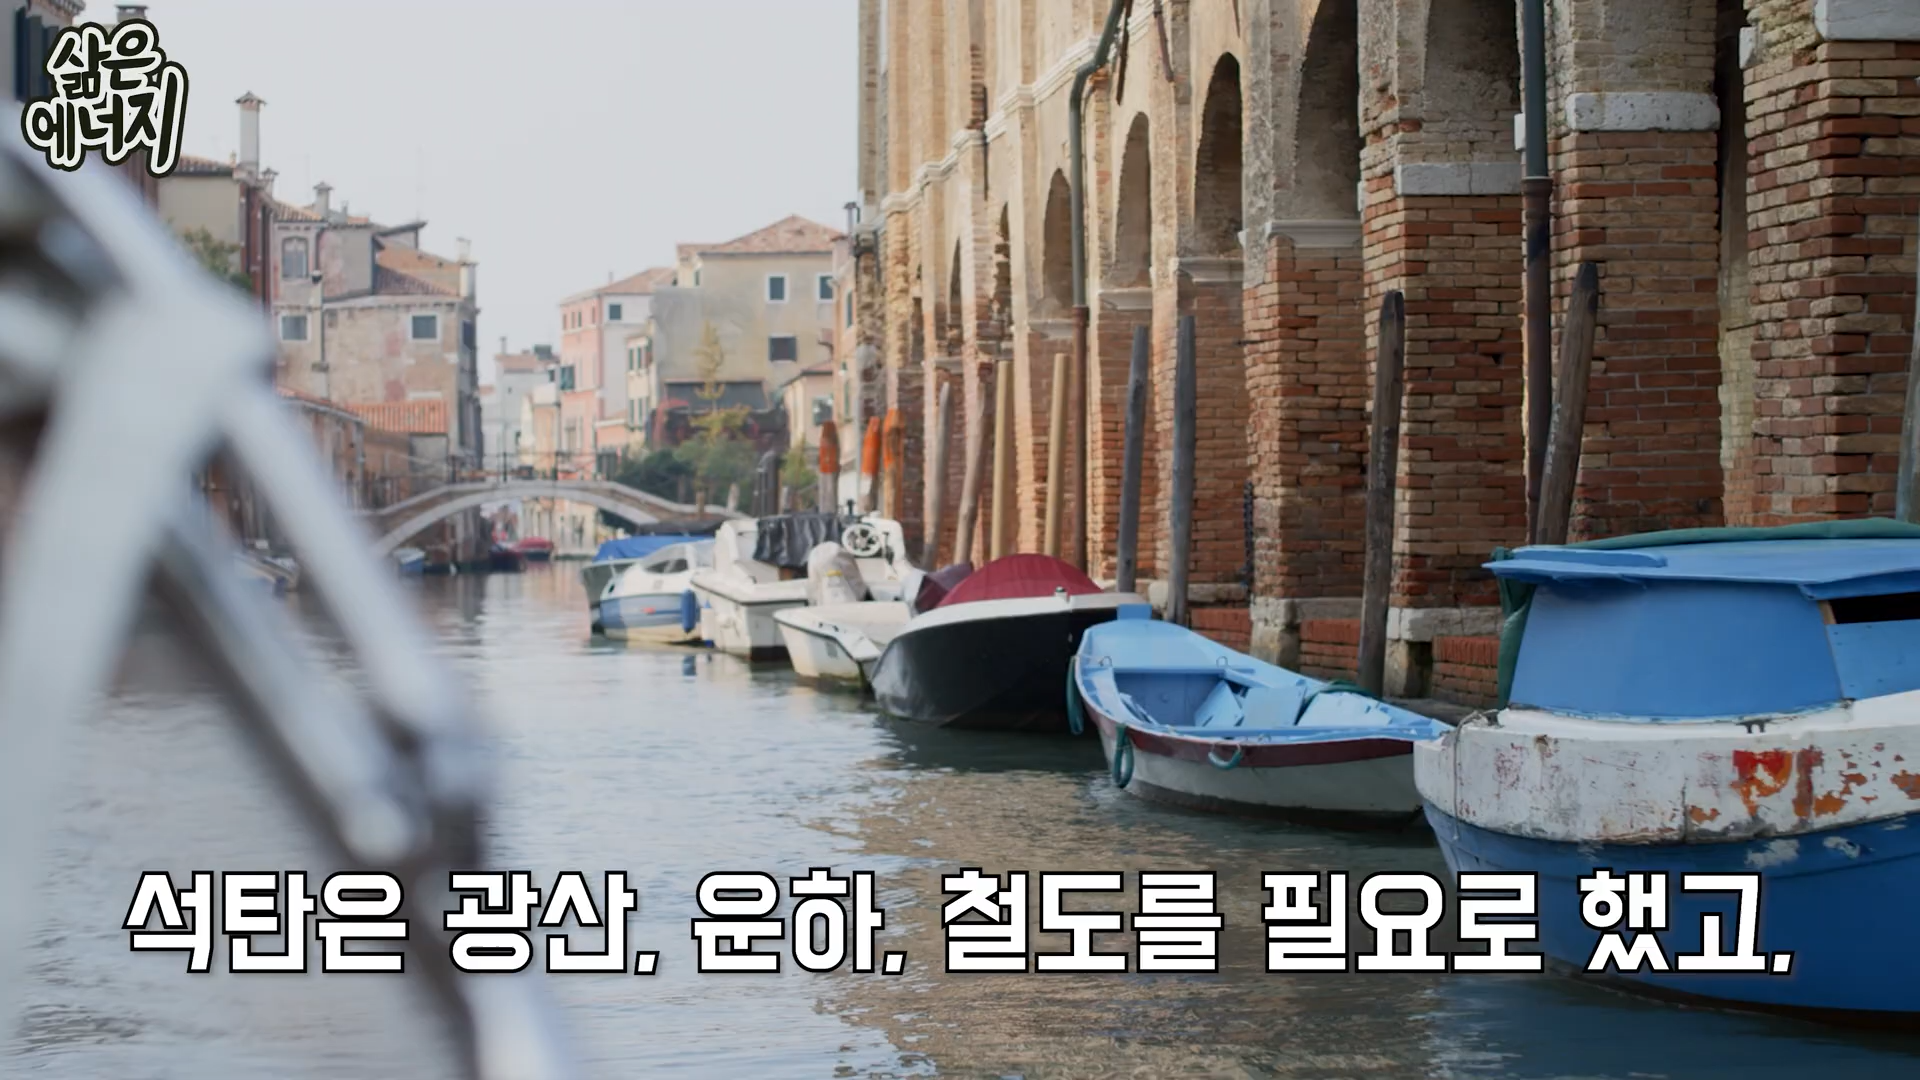 삶은
에너지
석탄은 광산, 운하, 철도를 필요로 했고,